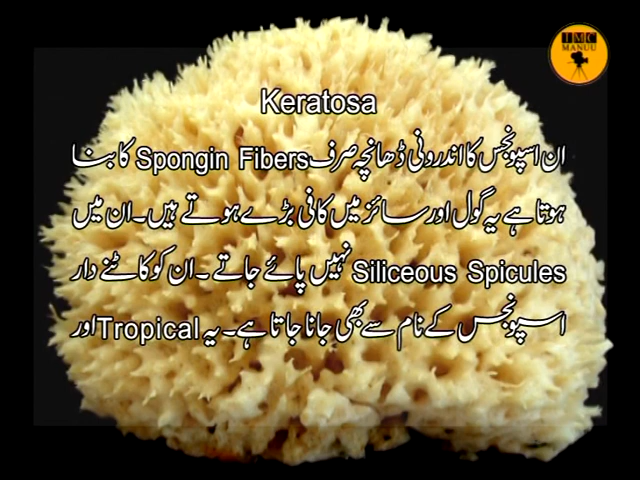 IMC
MANUU
Keratosa
ان اسپونجس کا اندرونی ڈھانچہ صرف Spongin Fibers کا بنا
ہوتا ہے یہ گول اور سائز میں کافی بڑے ہوتے ہیں۔ ان میں
Siliceous Spicules نہیں پائے جاتے ۔ ان کو کاٹنے دار
اسپونجس کے نام سے بھی جانا جاتا ہے۔ یہ Tropical اور